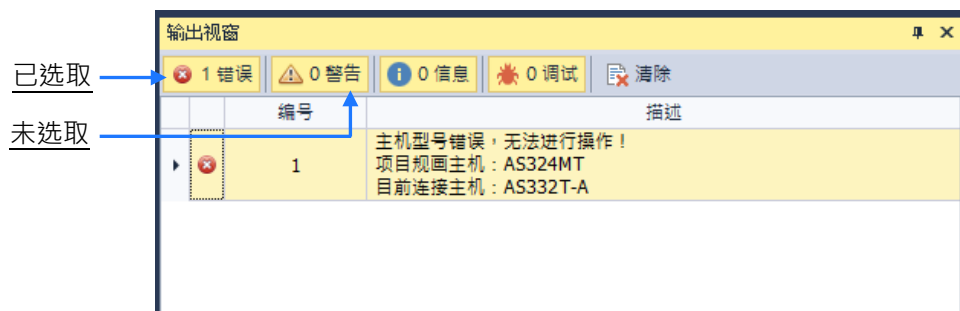 输出视窗
已选取
1 错误 0 警告 0 信息 0 调试 清除
未选取
编号 描述
1
主机型号错误，无法进行操作！
项目规画主机：AS324MT
目前连接主机：AS332T-A